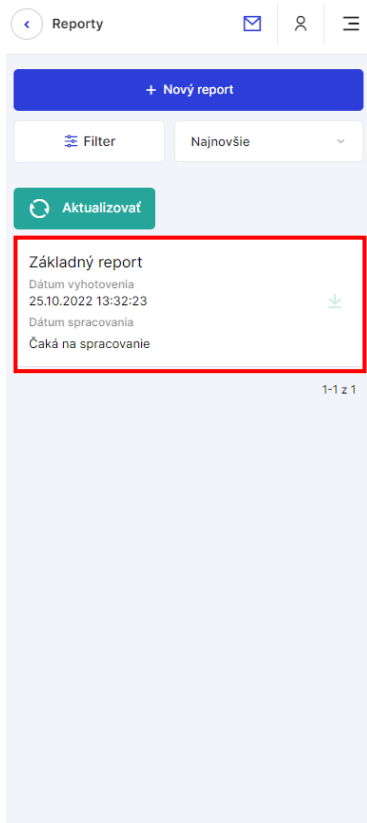 Reporty
+ Nový report
Filter
Najnovšie
Aktualizovať
Základný report
Dátum vyhotovenia
25.10.2022 13:32:23
Dátum spracovania
Čaká na spracovanie
1-1 z 1